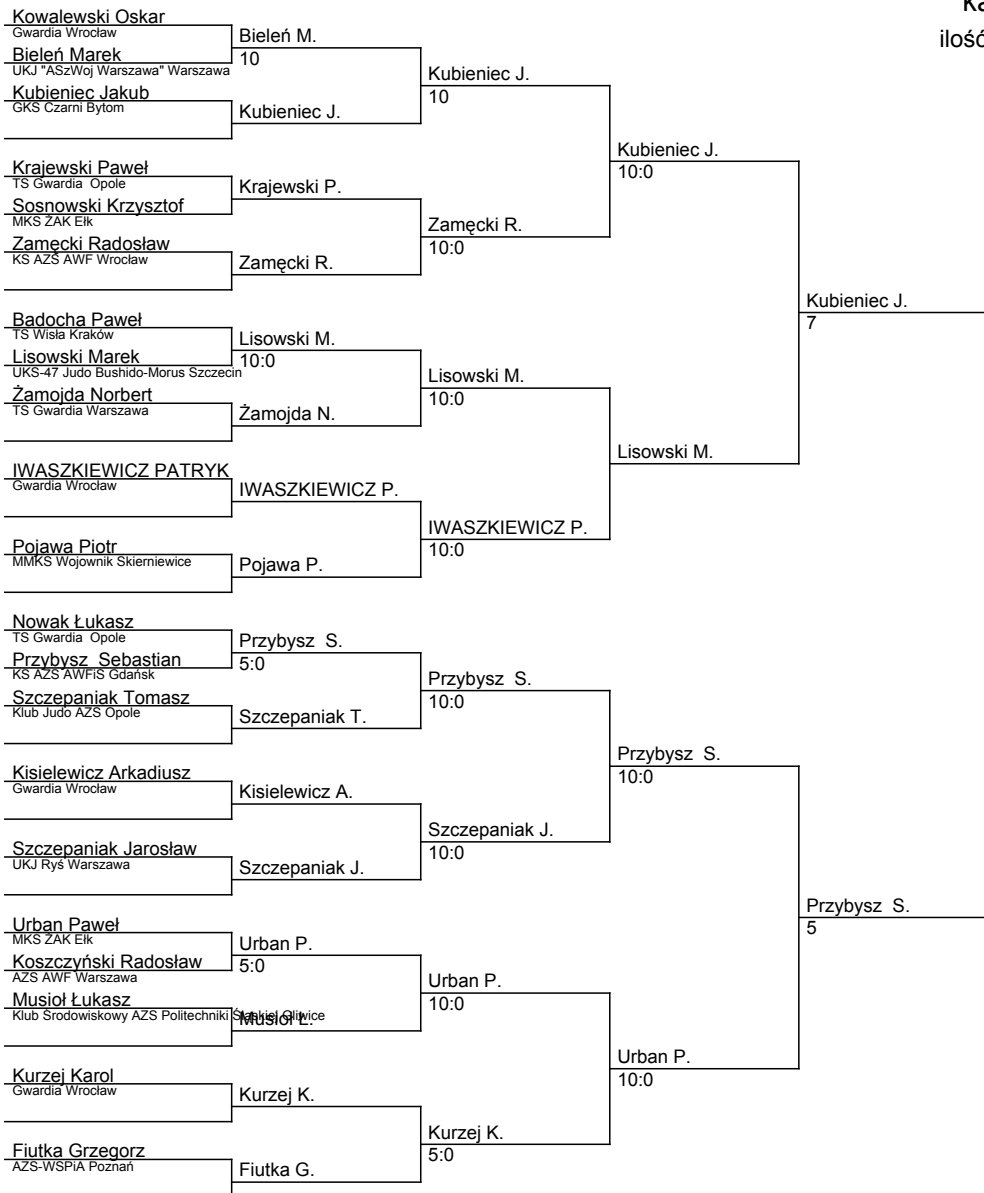 Kowalewski Oskar
Gwardia Wrocław
Bieleń Marek
UKJ "ASzWoj Warszawa" Warszawa
Kubieniec Jakub
GKS Czarni Bytom
Krajewski Paweł
TS Gwardia Opole
Sosnowski Krzysztof
MKS ŻAK Ełk
Zamęcki Radosław
KS AZS AWF Wrocław
Badocha Paweł
TS Wisła Kraków
Lisowski Marek
UKS-47 Judo Bushido-Morus Szczecin
Żamojda Norbert
TS Gwardia Warszawa
IWASZKIEWICZ PATRYK
Gwardia Wrocław
Pojawa Piotr
MMKS Wojownik Skierniewice
Nowak Łukasz
TS Gwardia Opole
Przybysz Sebastian
KS AZS AWFiS Gdańsk
Szczepaniak Tomasz
Klub Judo AZS Opole
Kisielewicz Arkadiusz
Gwardia Wrocław
Szczepaniak Jarosław
UKJ Ryś Warszawa
Urban Paweł
MKS ŻAK Ełk
Koszczyński Radosław
AZS AWF Warszawa
Musioł Łukasz
Klub Środowiskowy AZS Politechniki Śląskiej Gliwice
Kurzej Karol
Gwardia Wrocław
Fiutka Grzegorz
AZS-WSPiA Poznań
Bieleń M.
10
Kubieniec J.
Krajewski P.
Zamęcki R.
Lisowski M.
10:0
Żamojda N.
IWASZKIEWICZ P.
Pojawa P.
Przybysz S.
5:0
Szczepaniak T.
Kisielewicz A.
Szczepaniak J.
Urban P.
5:0
Musioł Ł.
Kurzej K.
Fiutka G.
Kubieniec J.
10
Zamęcki R.
10:0
Lisowski M.
10:0
IWASZKIEWICZ P.
10:0
Przybysz S.
10:0
Szczepaniak J.
10:0
Urban P.
10:0
Kurzej K.
5:0
Kubieniec J.
10:0
Lisowski M.
Przybysz S.
10:0
Urban P.
10:0
Kubieniec J.
7
Przybysz S.
5
ilość